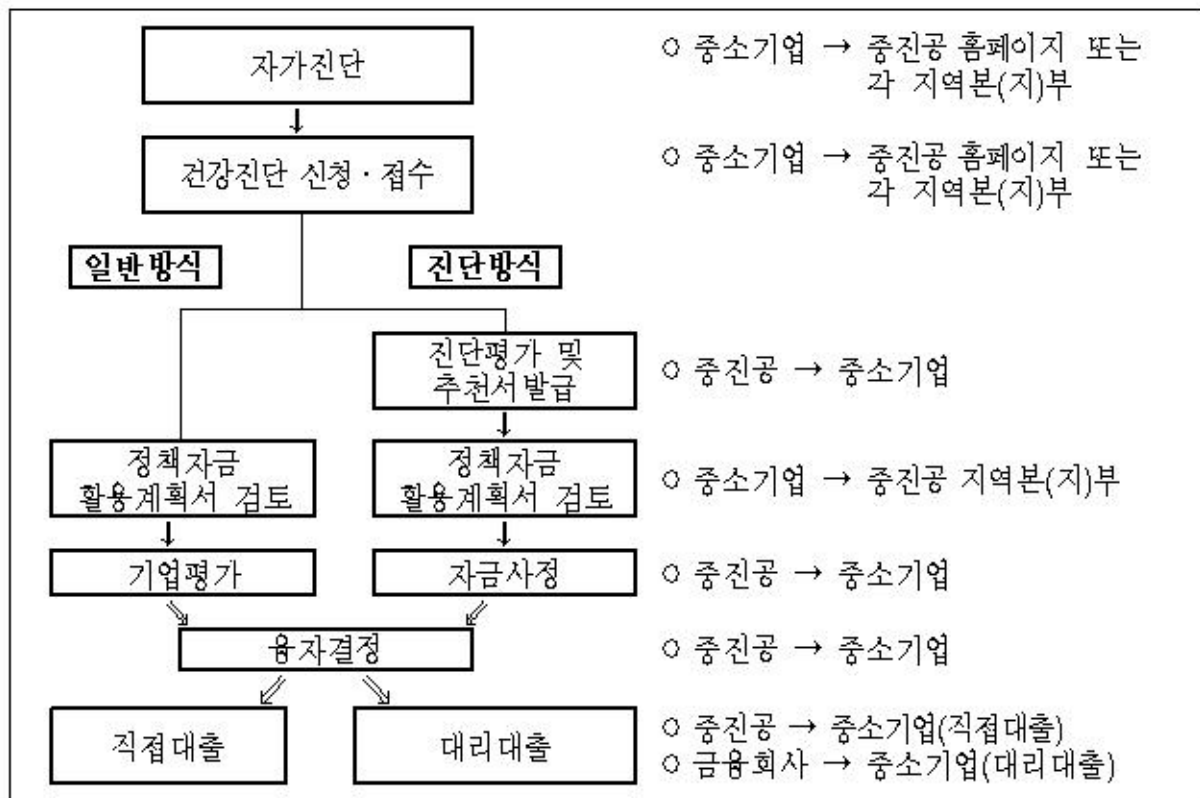 자가진단
○ 중소기업 → 중진공 홈페이지 또는
각 지역본(지)부
↓
건강진단 신청·접수
○ 중소기업 → 중진공 홈페이지 또는
각 지역본(지)부
일반방식
진단방식
진단평가 및
추천서발급
○ 중진공 → 중소기업
↓
정책자금
활용계획서 검토
정책자금
활용계획서 검토
○ 중소기업 → 중진공 지역본(지)부
↓
↓
기업평가
자금사정
○ 중진공 → 중소기업
융자결정
○ 중진공 → 중소기업
직접대출
대리대출
○ 중진공 → 중소기업(직접대출)
○ 금융회사 → 중소기업(대리대출)